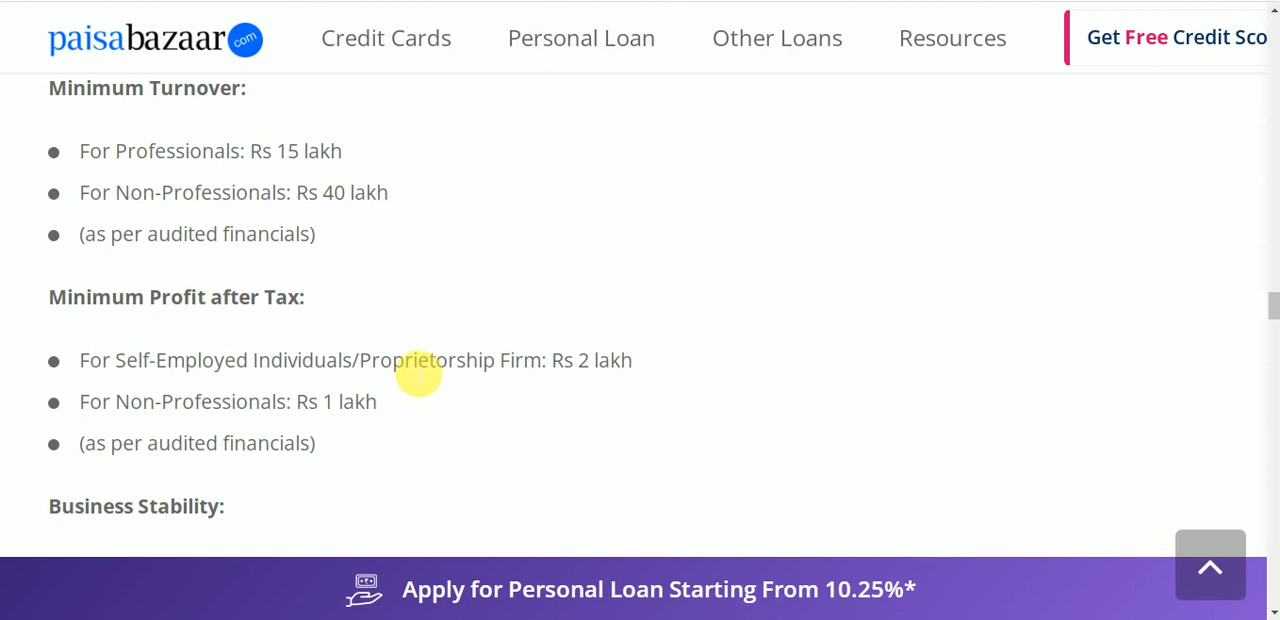 paisabazaar com
Credit Cards
Personal Loan
Other Loans
Resources
Get Free Credit Sco
Minimum Turnover:
For Professionals: Rs 15 lakh
For Non-Professionals: Rs 40 lakh
(as per audited financials)
Minimum Profit after Tax:
For Self-Employed Individuals/Proprietorship Firm: Rs 2 lakh
For Non-Professionals: Rs 1 lakh
(as per audited financials)
Business Stability:
Apply for Personal Loan Starting From 10.25%*